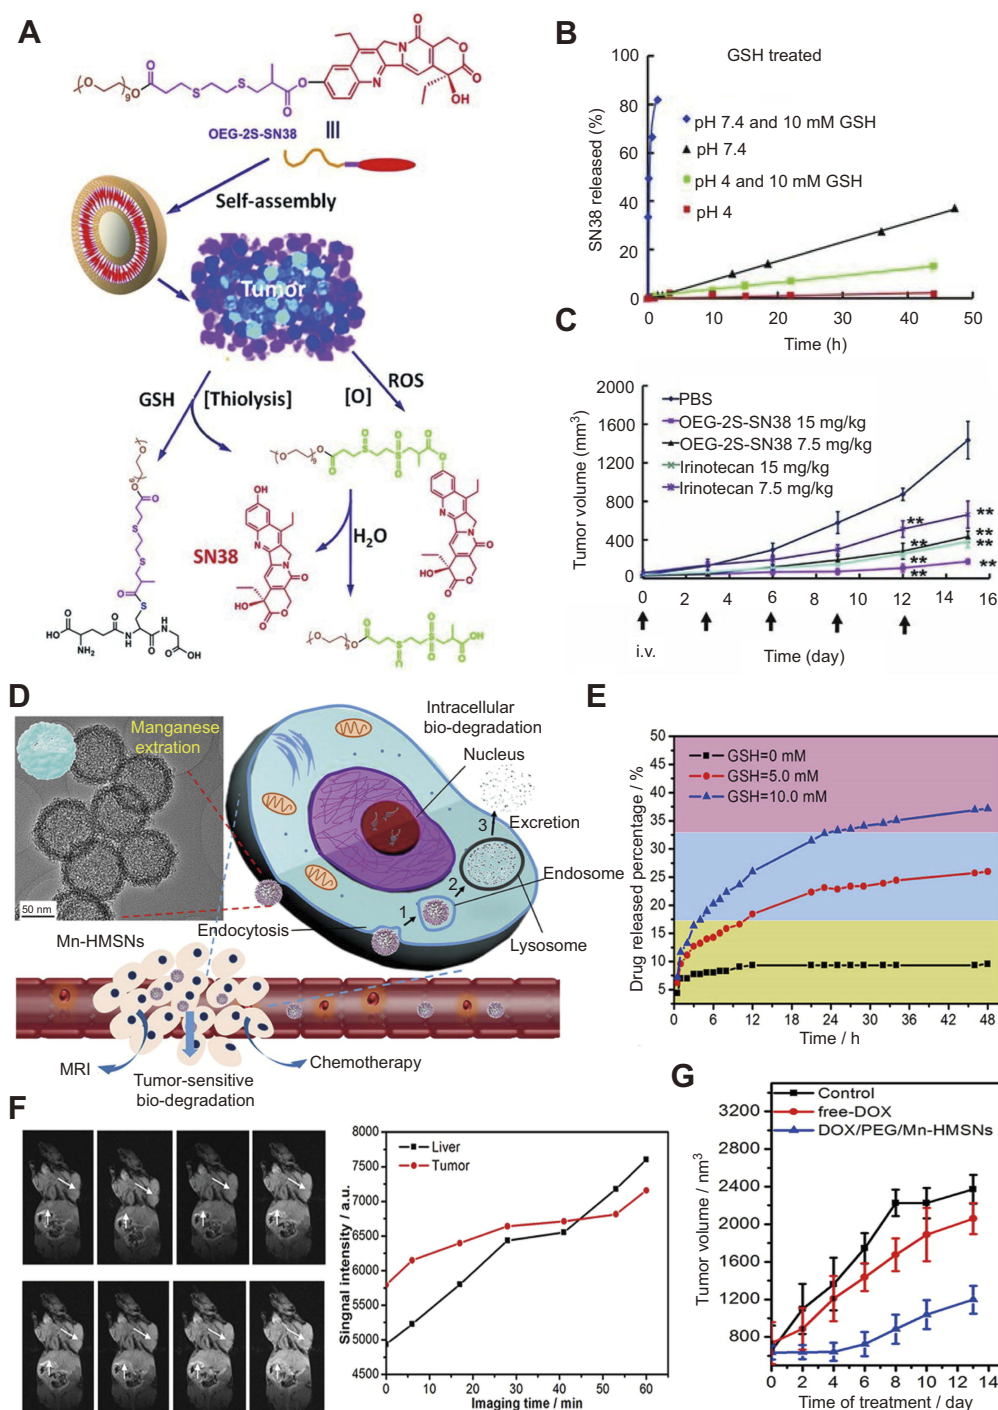 A
OEG-2S-SN38
Self-assembly
Tumor
GSH
[Thiolysis]
[O]
ROS
SN38
H₂O
B
GSH treated
SN38 released (%)
100
80
60
40
20
0
pH 7.4 and 10 mM GSH
pH 7.4
pH 4 and 10 mM GSH
pH 4
0 10 20 30 40 50
Time (h)
C
Tumor volume (mm³)
2000
1600
1200
800
400
0
PBS
OEG-2S-SN38 15 mg/kg
OEG-2S-SN38 7.5 mg/kg
Irinotecan 15 mg/kg
Irinotecan 7.5 mg/kg
** **
** **
** **
** **
0 2 4 6 8 10 12 14 16
i.v.
Time (day)
D
Manganese
extration
50 nm
Mn-HMSNs
Intracellular
bio-degradation
Nucleus
3
Excretion
2
Endosome
1
Endocytosis
Lysosome
MRI
Tumor-sensitive
bio-degradation
Chemotherapy
E
Drug released percentage / %
50
45
40
35
30
25
20
15
10
5
GSH=0 mM
GSH=5.0 mM
GSH=10.0 mM
0 6 12 18 24 30 36 42 48
Time / h
F
Singnal intensity / a.u.
7500
7000
6500
6000
5500
5000
4500
Liver
Tumor
0 10 20 30 40 50 60
Imaging time / min
G
Tumor volume / nm³
3200
2400
2000
1200
800
Control
free-DOX
DOX/PEG/Mn-HMSNs
0 2 4 6 8 10 12 14
Time of treatment / day